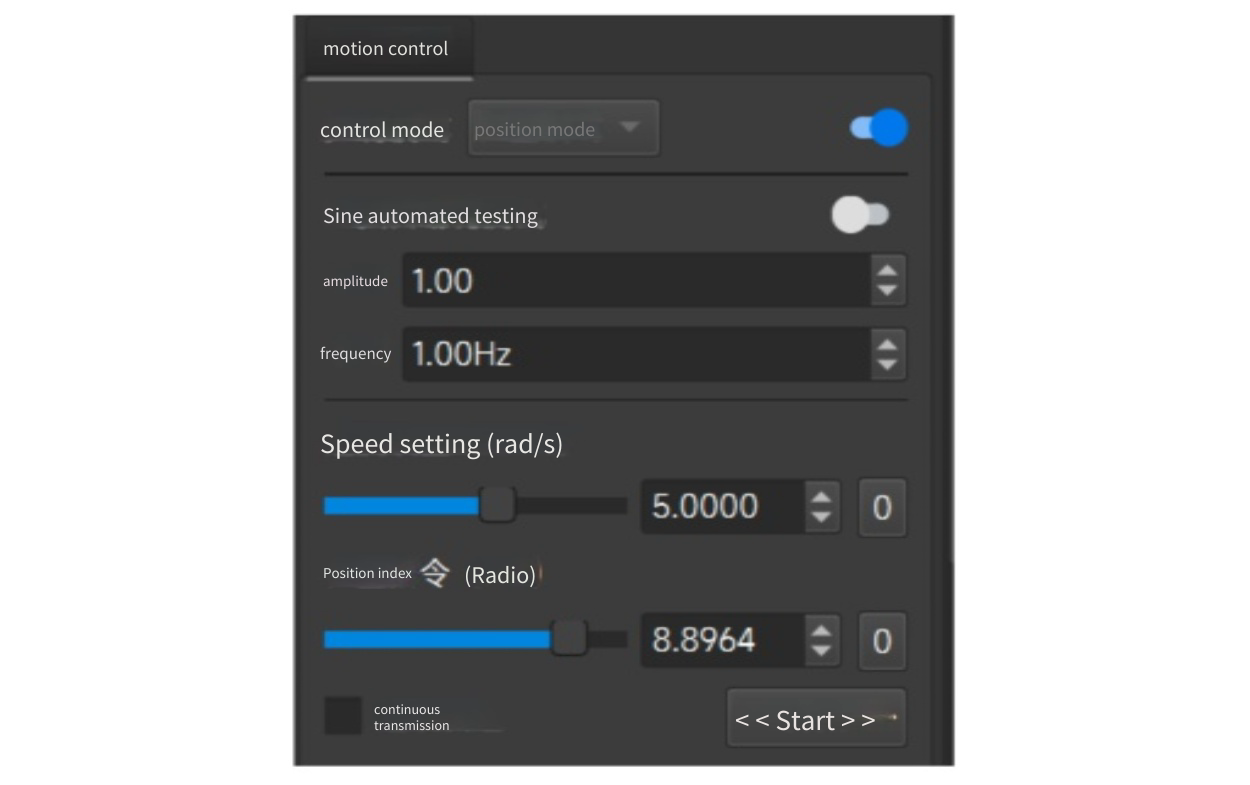 motion control
control mode position mode
Sine automated testing
amplitude 1.00
frequency 1.00Hz
Speed setting (rad/s)
5.0000 0
Position index 令 (Radio)
8.8964 0
continuous
transmission
< < Start > >